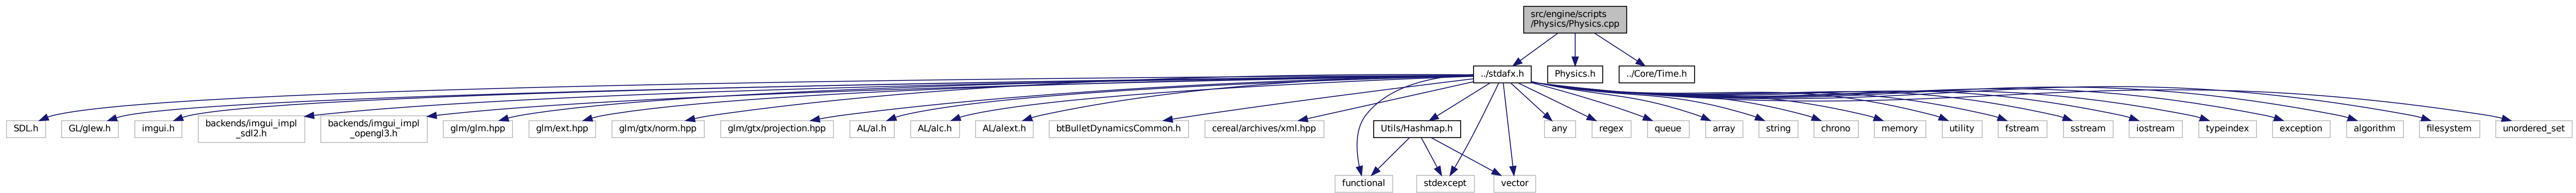 src/engine/scripts
/Physics/Physics.cpp
../stdafx.h
Physics.h
../Core/Time.h
SDL.h
GL/glew.h
imgui.h
backends/imgui_impl
_sdl2.h
backends/imgui_impl
_opengl3.h
glm/glm.hpp
glm/ext.hpp
glm/gtx/norm.hpp
glm/gtx/projection.hpp
AL/al.h
AL/alc.h
AL/alext.h
btBulletDynamicsCommon.h
cereal/archives/xml.hpp
Utils/Hashmap.h
any
regex
queue
array
string
chrono
memory
utility
fstream
sstream
iostream
typeindex
exception
algorithm
filesystem
unordered_set
functional
stdexcept
vector